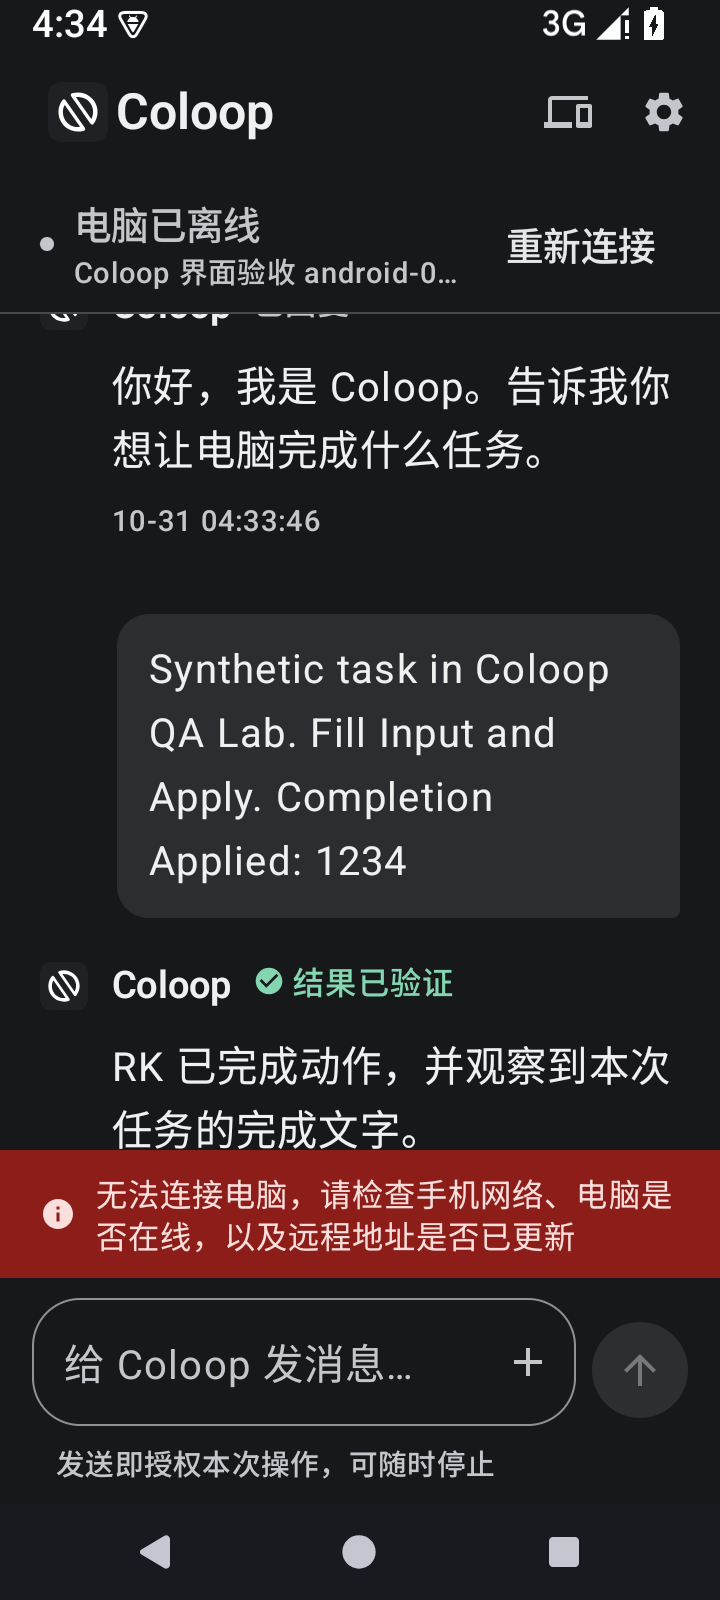 4:34
3G
Coloop
电脑已离线
Coloop 界面验收 android-0…
重新连接
Coloop
你好，我是 Coloop。告诉我你
想让电脑完成什么任务。
10-31 04:33:46
Synthetic task in Coloop
QA Lab. Fill Input and
Apply. Completion
Applied: 1234
Coloop 结果已验证
RK 已完成动作，并观察到本次
任务的完成文字。
无法连接电脑，请检查手机网络、电脑是
否在线，以及远程地址是否已更新
给 Coloop 发消息…
发送即授权本次操作，可随时停止